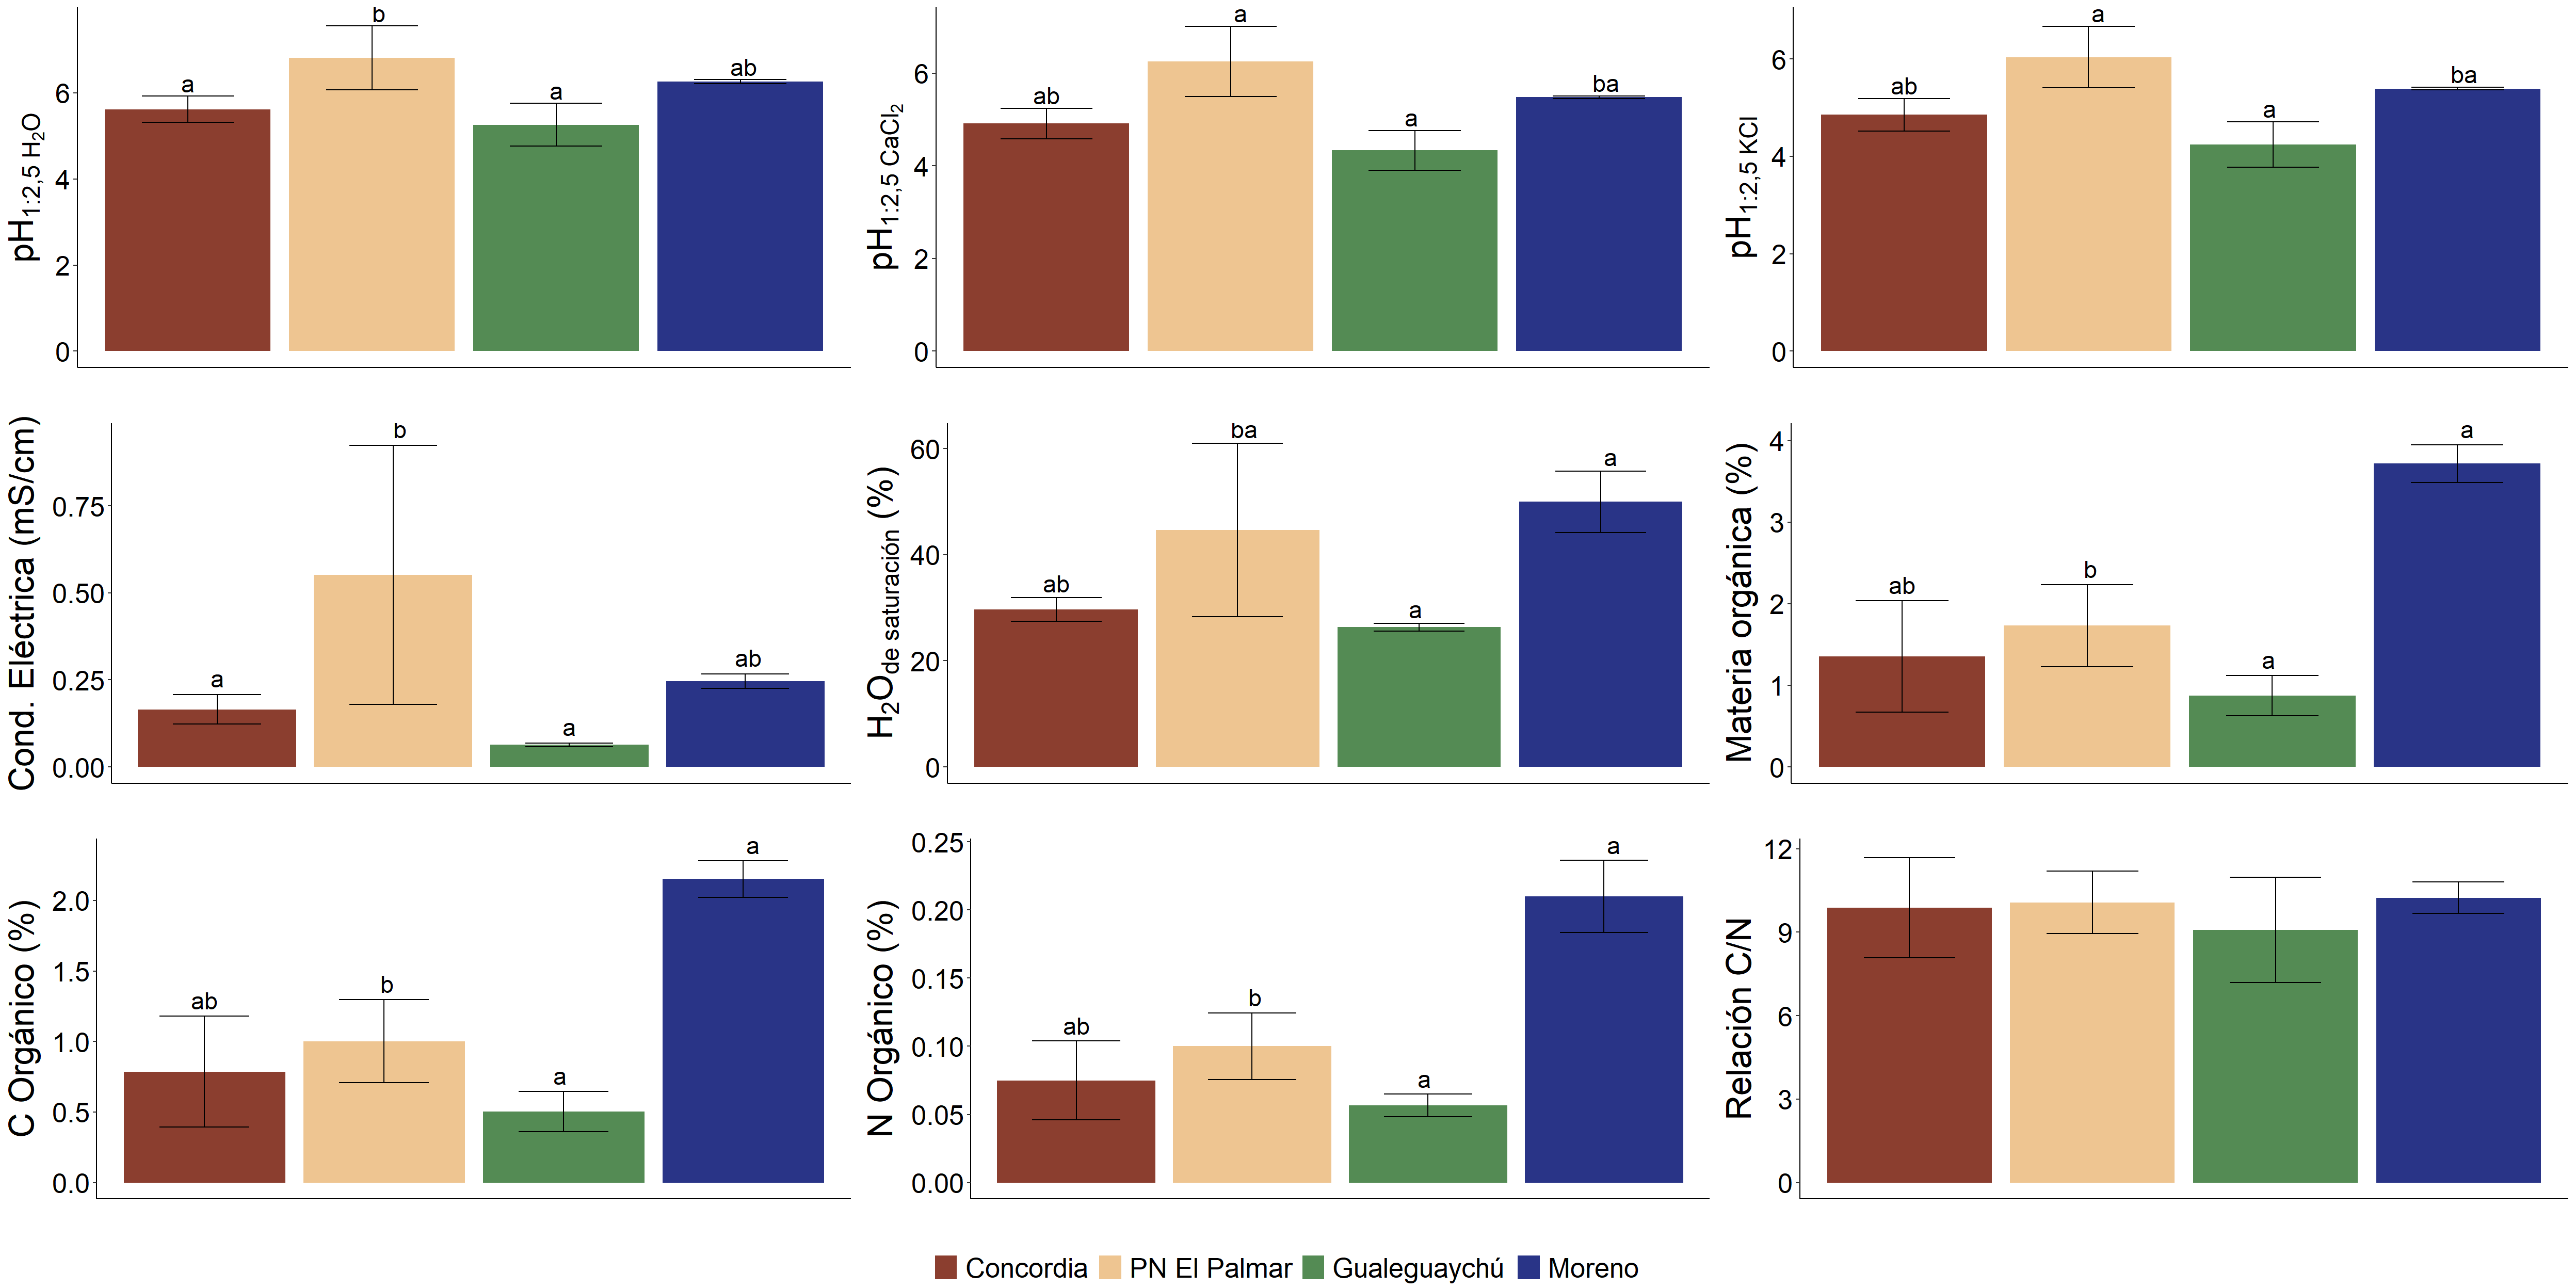 pH1:2,5 H2O
6
4
2
0
a
b
a
ab
pH1:2,5 CaCl2
6
4
2
0
ab
a
a
ba
pH1:2,5 KCl
6
4
2
0
ab
a
a
ba
Cond. Eléctrica (mS/cm)
0.75
0.50
0.25
0.00
a
b
a
ab
H2Ode saturación (%)
60
40
20
0
ab
ba
a
a
Materia orgánica (%)
4
3
2
1
0
ab
b
a
a
C Orgánico (%)
2.0
1.5
1.0
0.5
0.0
ab
b
a
a
N Orgánico (%)
0.25
0.20
0.15
0.10
0.05
0.00
ab
b
a
a
Relación C/N
12
9
6
3
0
Concordia PN El Palmar Gualeguaychú Moreno